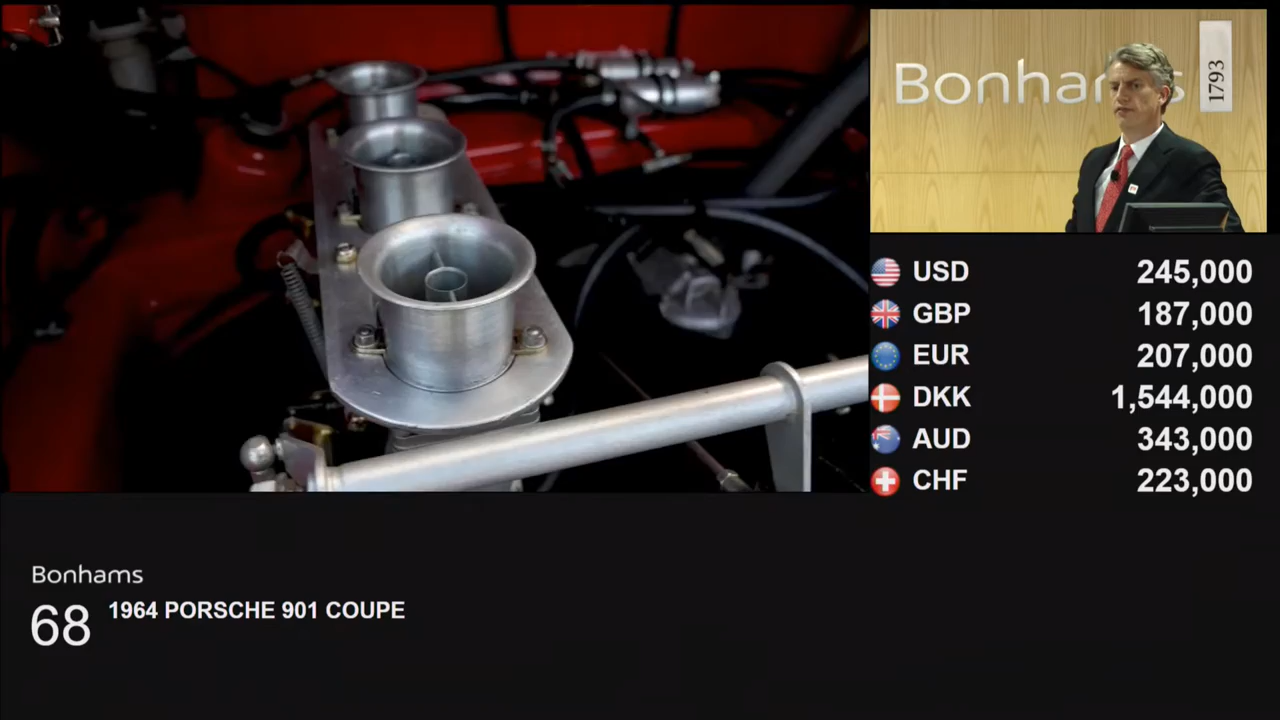 Bonhams
1793
USD 245,000
GBP 187,000
EUR 207,000
DKK 1,544,000
AUD 343,000
CHF 223,000
Bonhams
68 1964 PORSCHE 901 COUPE